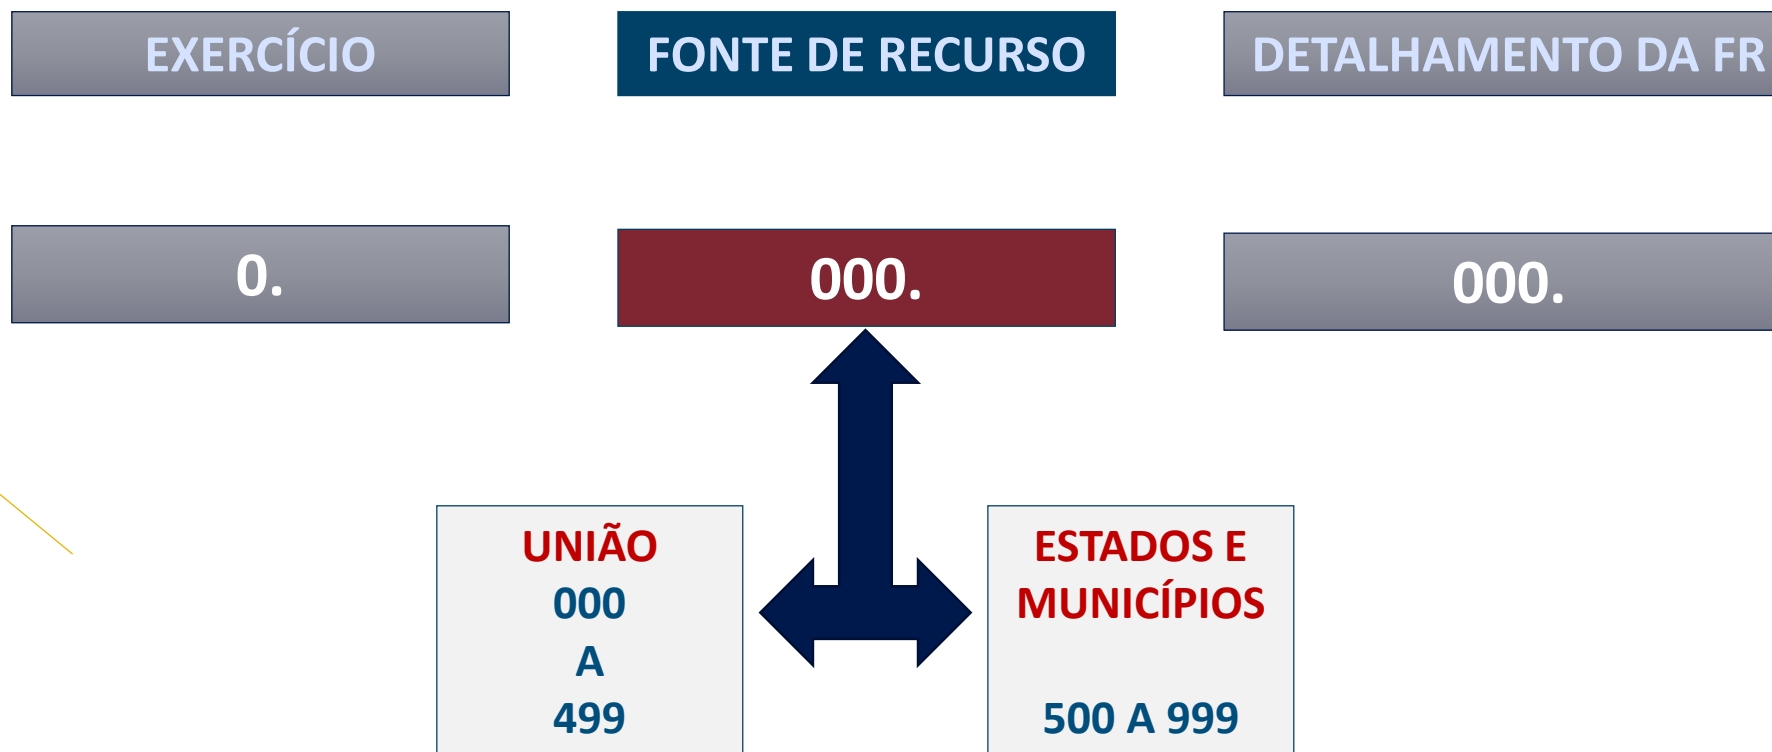 EXERCÍCIO
FONTE DE RECURSO
DETALHAMENTO DA FR
0.
000.
000.
UNIÃO
000
A
499
ESTADOS E
MUNICÍPIOS
500 A 999